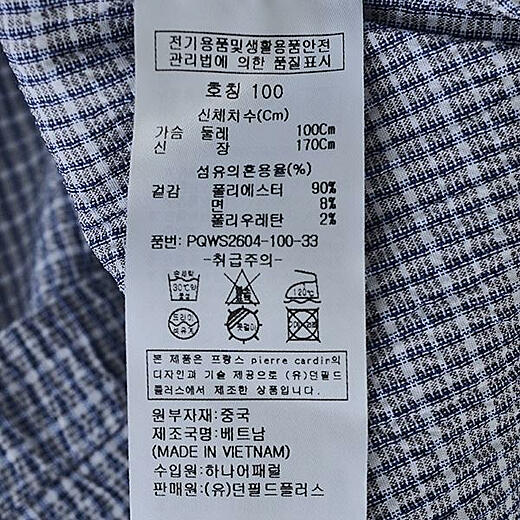 전기용품및생활용품안전
관리법에 의한 품질표시
호칭 100
신체치수(Cm)
가슴 둘레 100Cm
신 장 170Cm
섬유의혼용율(%)
겉감 폴리에스터 90%
면 8%
폴리우레탄 2%
품번: PQWS2604-100-33
-취급주의-
30℃약
120℃
드라이
본 제품은 프랑스 pierre cardin의
디자인과 기술 제공으로 (유)던필드
플러스에서 제조한 상품입니다.
원부자재:중국
제조국명:베트남
(MADE IN VIETNAM)
수입원:하나어패럴
판매원:(유)던필드플러스